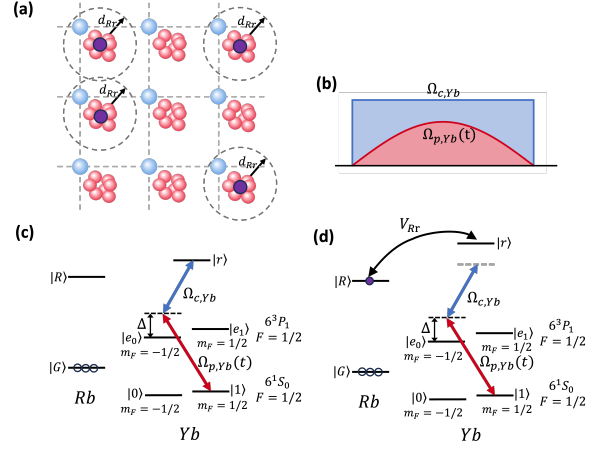 (a)
d_{Rr}
d_{Rr}
d_{Rr}
d_{Rr}
(b)
Ω_{c,Yb}
Ω_{p,Yb}(t)
(c)
|r⟩
|R⟩
Ω_{c,Yb}
Δ
|e_0⟩
m_F = −1/2
|e_1⟩
m_F = 1/2
6^3P_1
F = 1/2
Ω_{p,Yb}(t)
|G⟩
Rb
|0⟩
m_F = −1/2
|1⟩
m_F = 1/2
6^1S_0
F = 1/2
Yb
(d)
V_{Rr}
|r⟩
|R⟩
Ω_{c,Yb}
Δ
|e_0⟩
m_F = −1/2
|e_1⟩
m_F = 1/2
6^3P_1
F = 1/2
Ω_{p,Yb}(t)
|G⟩
Rb
|0⟩
m_F = −1/2
|1⟩
m_F = 1/2
6^1S_0
F = 1/2
Yb